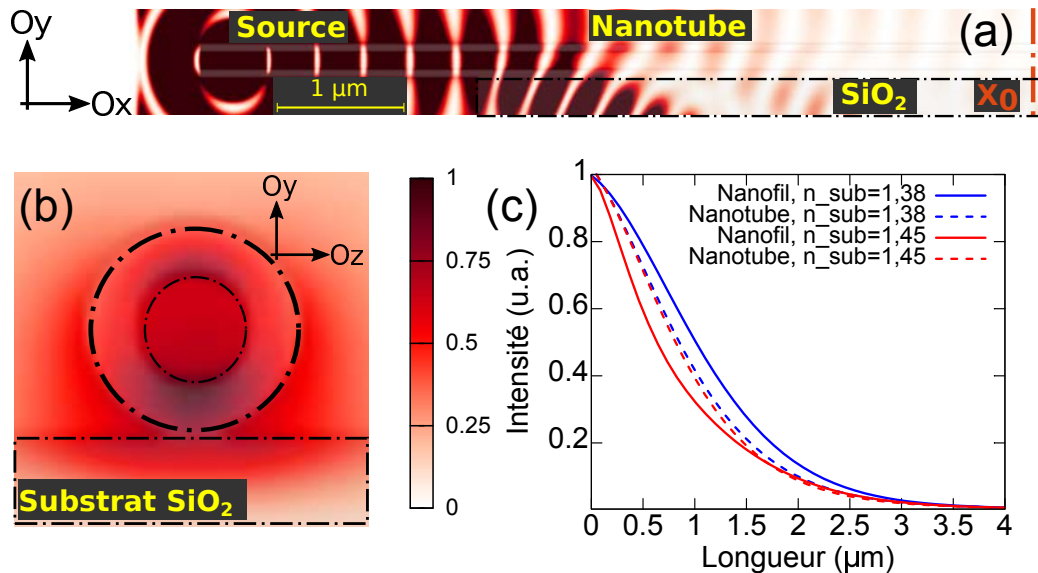 Oy
Ox
Source
Nanotube
(a)
1 µm
SiO₂
X0
(b)
Oy
Oz
Substrat SiO₂
1
0.75
0.5
0.25
0
(c)
Intensité (u.a.)
1
0.8
0.6
0.4
0.2
Nanofil, n_sub=1,38
Nanotube, n_sub=1,38
Nanofil, n_sub=1,45
Nanotube, n_sub=1,45
0 0.5 1 1.5 2 2.5 3 3.5 4
Longueur (µm)